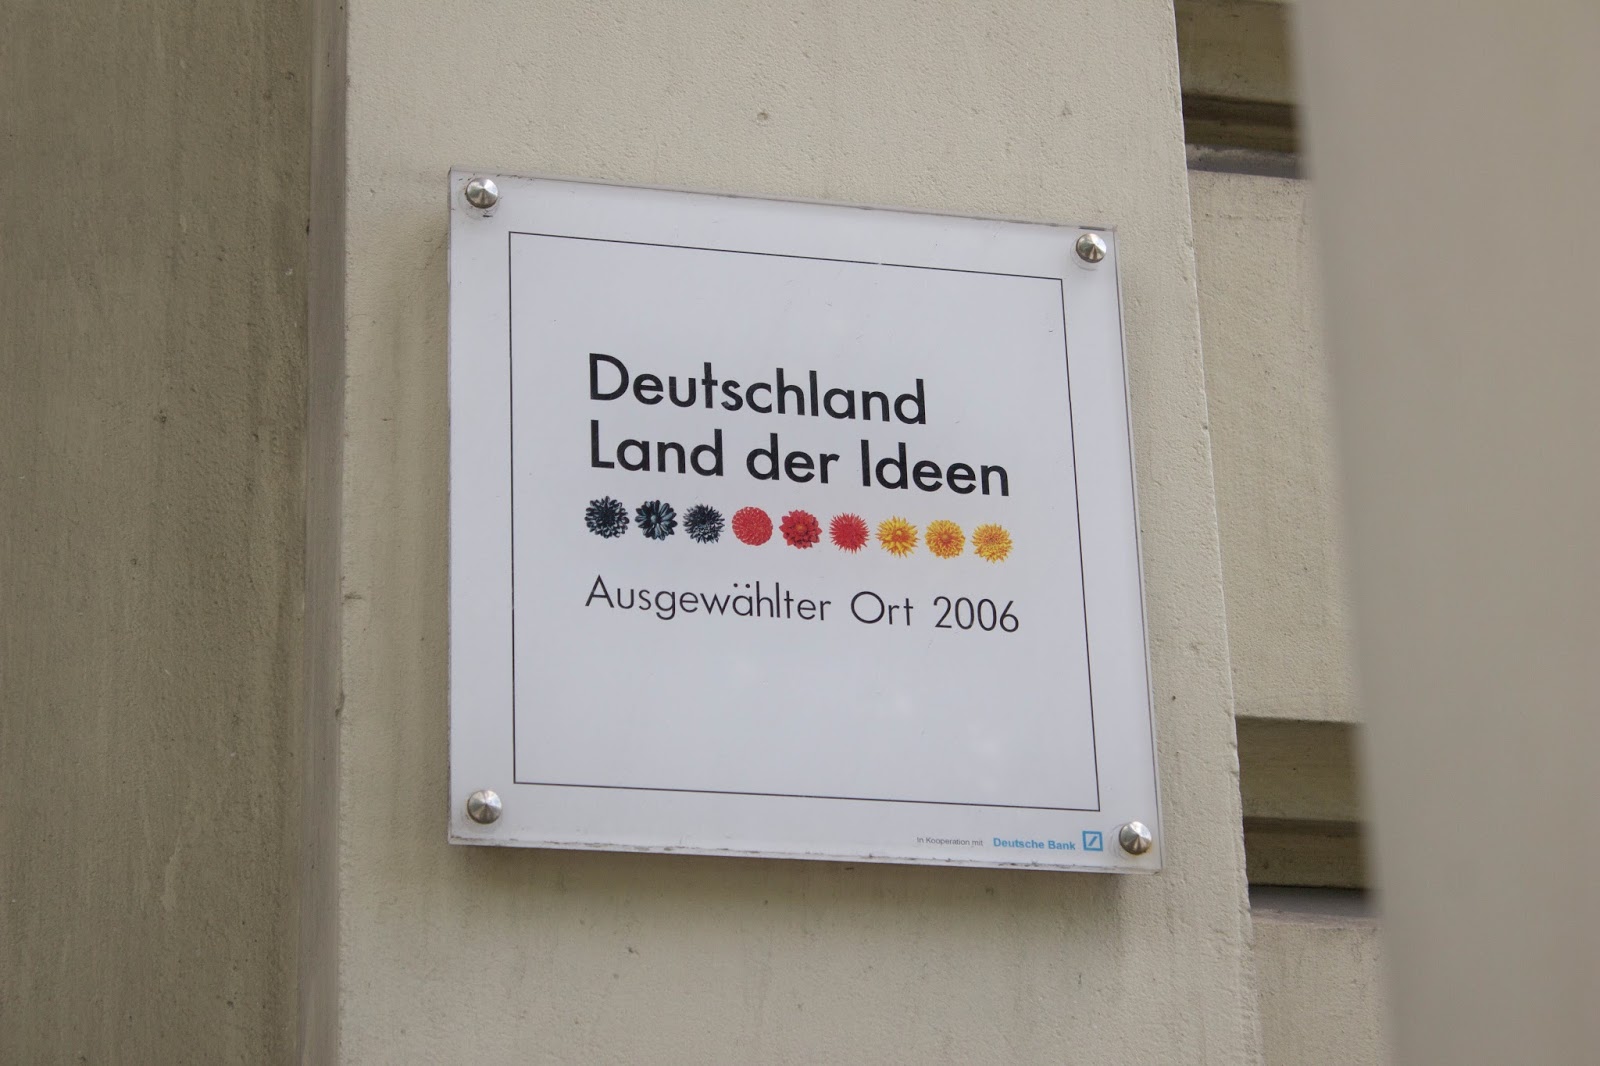 Deutschland
Land der Ideen
Ausgewählter Ort 2006
In Kooperation mit Deutsche Bank